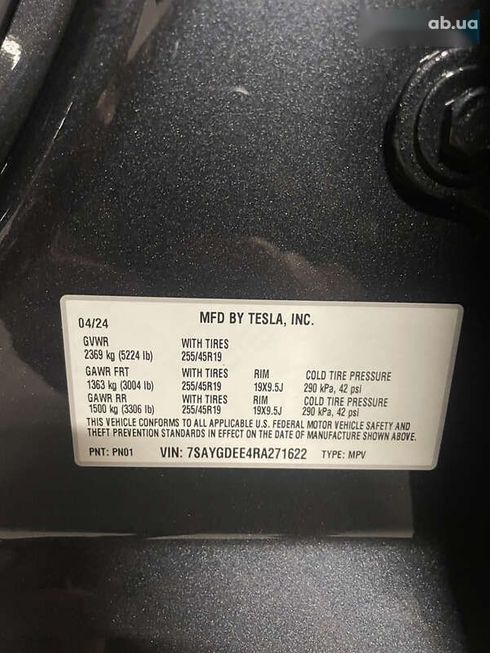 ab.ua
04/24 MFD BY TESLA, INC.
GVWR WITH TIRES
2369 kg (5224 lb) 255/45R19
GAWR FRT WITH TIRES RIM COLD TIRE PRESSURE
1363 kg (3004 lb) 255/45R19 19X9.5J 290 kPa, 42 psi
GAWR RR WITH TIRES RIM COLD TIRE PRESSURE
1500 kg (3306 lb) 255/45R19 19X9.5J 290 kPa, 42 psi
THIS VEHICLE CONFORMS TO ALL APPLICABLE U.S. FEDERAL MOTOR VEHICLE SAFETY AND
THEFT PREVENTION STANDARDS IN EFFECT ON THE DATE OF MANUFACTURE SHOWN ABOVE.
PNT: PN01 VIN: 7SAYGDEE4RA271622 TYPE: MPV